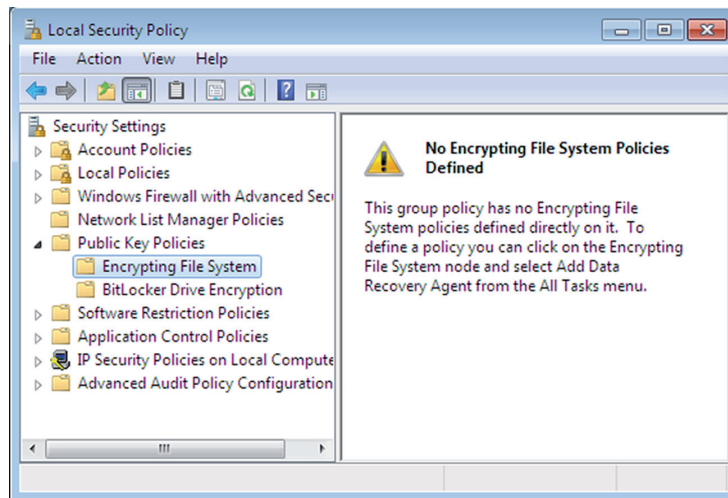 Local Security Policy
File Action View Help
Security Settings
Account Policies
Local Policies
Windows Firewall with Advanced Secu
Network List Manager Policies
Public Key Policies
Encrypting File System
BitLocker Drive Encryption
Software Restriction Policies
Application Control Policies
IP Security Policies on Local Compute
Advanced Audit Policy Configuration
No Encrypting File System Policies
Defined
This group policy has no Encrypting File
System policies defined directly on it. To
define a policy you can click on the Encrypting
File System node and select Add Data
Recovery Agent from the All Tasks menu.